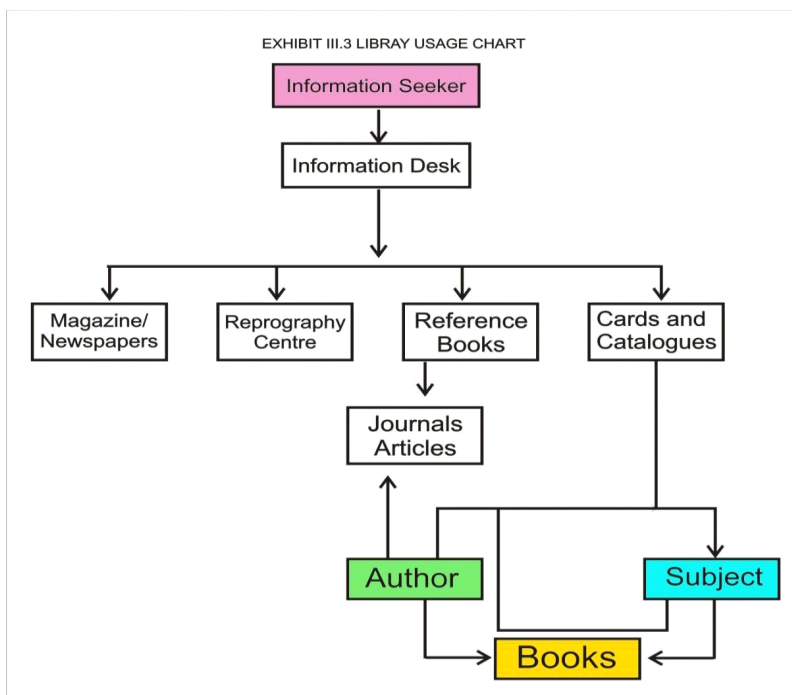 EXHIBIT III.3 LIBRAY USAGE CHART
Information Seeker
Information Desk
Magazine/
Newspapers
Reprography
Centre
Reference
Books
Cards and
Catalogues
Journals
Articles
Author
Subject
Books